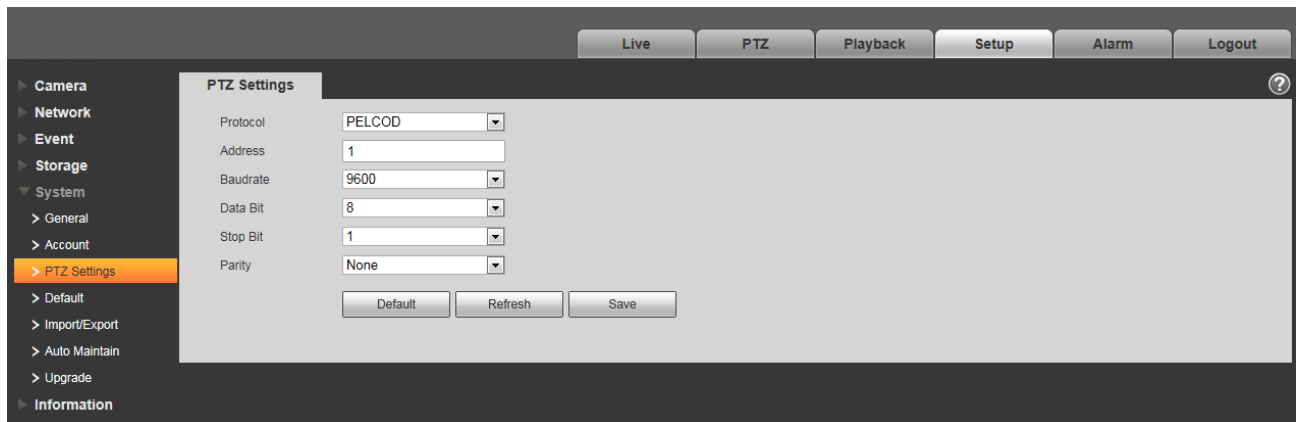 Live PTZ Playback Setup Alarm Logout
Camera
Network
Event
Storage
System
> General
> Account
> PTZ Settings
> Default
> Import/Export
> Auto Maintain
> Upgrade
Information
PTZ Settings ?
Protocol PELCOD
Address 1
Baudrate 9600
Data Bit 8
Stop Bit 1
Parity None
Default Refresh Save